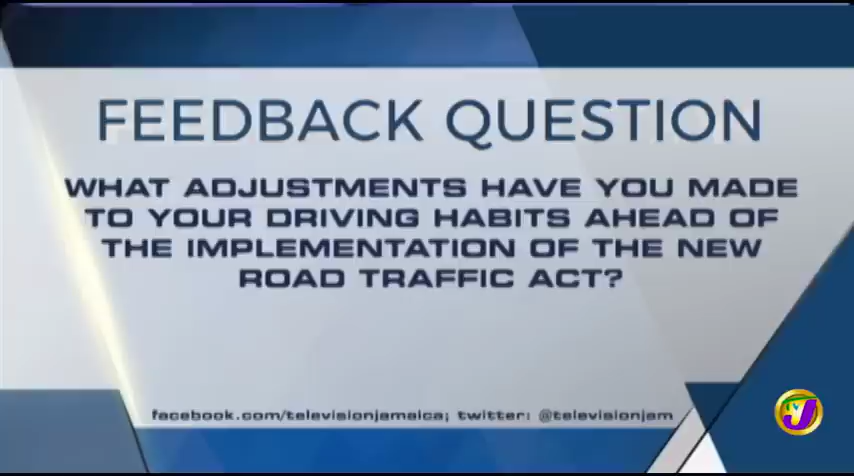 FEEDBACK QUESTION
WHAT ADJUSTMENTS HAVE YOU MADE
TO YOUR DRIVING HABITS AHEAD OF
THE IMPLEMENTATION OF THE NEW
ROAD TRAFFIC ACT?
facebook.com/televisionjamaica; twitter: @televisionjam